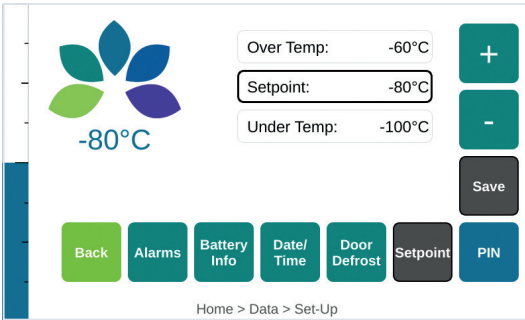 Over Temp: -60°C
Setpoint: -80°C
Under Temp: -100°C
-80°C
+
-
Save
Back
Alarms
Battery
Info
Date/
Time
Door
Defrost
Setpoint
PIN
Home > Data > Set-Up